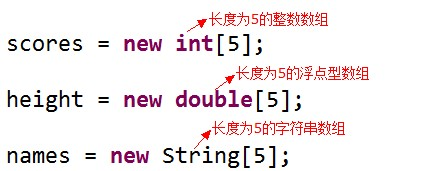 长度为5的整数数组
scores = new int[5];
长度为5的浮点型数组
height = new double[5];
长度为5的字符串数组
names = new String[5];